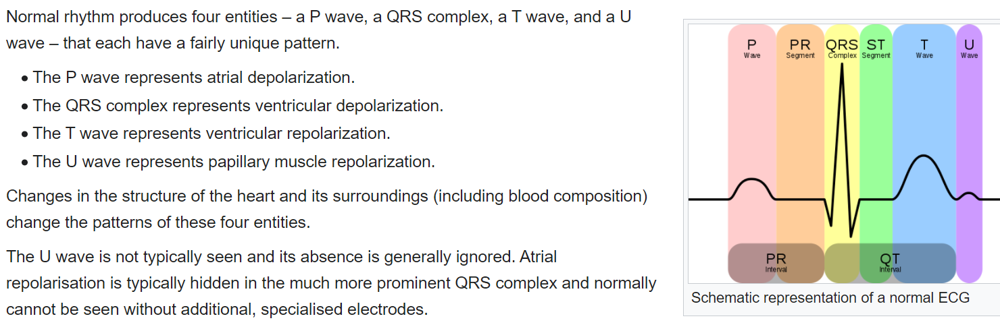 Normal rhythm produces four entities – a P wave, a QRS complex, a T wave, and a U
wave – that each have a fairly unique pattern.
• The P wave represents atrial depolarization.
• The QRS complex represents ventricular depolarization.
• The T wave represents ventricular repolarization.
• The U wave represents papillary muscle repolarization.
Changes in the structure of the heart and its surroundings (including blood composition)
change the patterns of these four entities.
The U wave is not typically seen and its absence is generally ignored. Atrial
repolarisation is typically hidden in the much more prominent QRS complex and normally
cannot be seen without additional, specialised electrodes.
P PR QRS ST T U
Wave Segment Complex Segment Wave Wave
PR QT
Interval Interval
Schematic representation of a normal ECG